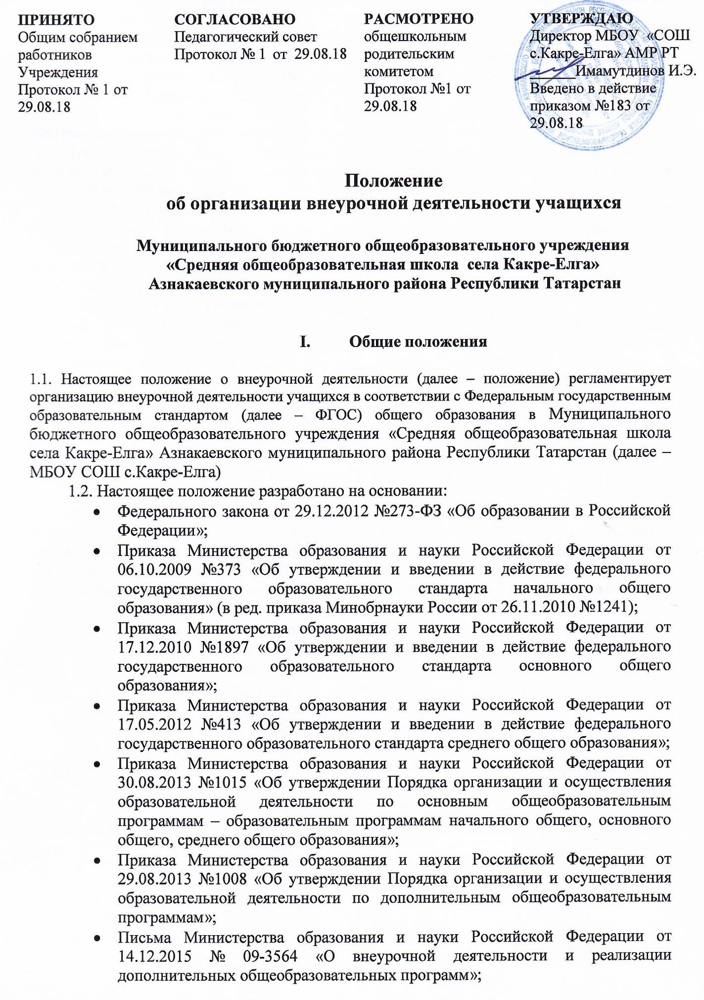 ПРИНЯТО
Общим собранием
работников
Учреждения
Протокол № 1 от
29.08.18
СОГЛАСОВАНО
Педагогический совет
Протокол № 1 от 29.08.18
РАСМОТРЕНО
общешкольным
родительским
комитетом
Протокол №1 от
29.08.18
УТВЕРЖДАЮ
Директор МБОУ «СОШ
с.Какре-Елга» АМР РТ
______Имамутдинов И.Э.
Введено в действие
приказом №183 от
29.08.18
Положение
об организации внеурочной деятельности учащихся
Муниципального бюджетного общеобразовательного учреждения
«Средняя общеобразовательная школа села Какре-Елга»
Азнакаевского муниципального района Республики Татарстан
I. Общие положения
1.1. Настоящее положение о внеурочной деятельности (далее – положение) регламентирует
организацию внеурочной деятельности учащихся в соответствии с Федеральным государственным
образовательным стандартом (далее – ФГОС) общего образования в Муниципального
бюджетного общеобразовательного учреждения «Средняя общеобразовательная школа
села Какре-Елга» Азнакаевского муниципального района Республики Татарстан (далее –
МБОУ СОШ с.Какре-Елга)
1.2. Настоящее положение разработано на основании:
• Федерального закона от 29.12.2012 №273-ФЗ «Об образовании в Российской
Федерации»;
• Приказа Министерства образования и науки Российской Федерации от
06.10.2009 №373 «Об утверждении и введении в действие федерального
государственного образовательного стандарта начального общего
образования» (в ред. приказа Минобрнауки России от 26.11.2010 №1241);
• Приказа Министерства образования и науки Российской Федерации от
17.12.2010 №1897 «Об утверждении и введении в действие федерального
государственного образовательного стандарта основного общего
образования»;
• Приказа Министерства образования и науки Российской Федерации от
17.05.2012 №413 «Об утверждении и введении в действие федерального
государственного образовательного стандарта среднего общего образования»;
• Приказа Министерства образования и науки Российской Федерации от
30.08.2013 №1015 «Об утверждении Порядка организации и осуществления
образовательной деятельности по основным общеобразовательным
программам – образовательным программам начального общего, основного
общего, среднего общего образования»;
• Приказа Министерства образования и науки Российской Федерации от
29.08.2013 №1008 «Об утверждении Порядка организации и осуществления
образовательной деятельности по дополнительным общеобразовательным
программам»;
• Письма Министерства образования и науки Российской Федерации от
14.12.2015 № 09-3564 «О внеурочной деятельности и реализации
дополнительных общеобразовательных программ»;